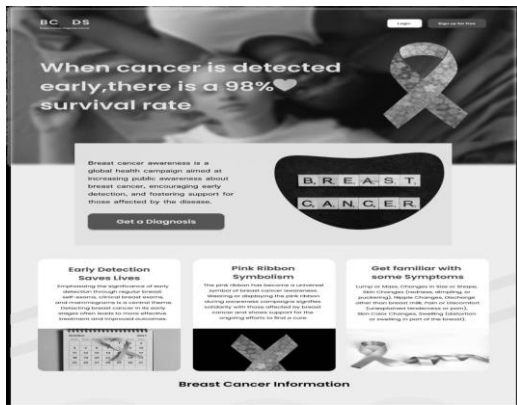 BC DS
Login
Sign up for Free
When cancer is detected
early,there is a 98%
survival rate
Breast cancer awareness is a
global health campaign aimed at
increasing public awareness about
breast cancer, encouraging early
detection, and fostering support for
those affected by the disease.
Get a Diagnosis
BREAST
CANCER
Early Detection
Saves Lives
Emphasizing the significance of early
detection through regular breast
self-exams, clinical breast exams,
and mammograms is a central theme.
Detecting breast cancer in its early
stages often leads to more effective
treatment and improved outcomes.
Pink Ribbon
Symbolism
The pink ribbon has become a universal
symbol of breast cancer awareness.
Wearing or displaying the pink ribbon
during awareness campaigns signifies
solidarity with those affected by breast
cancer and shows support for the
ongoing efforts to find a cure.
Get familiar with
some Symptoms
Lump or Mass, Changes in Size or Shape,
Skin Changes (redness, dimpling, or
puckering), Nipple Changes, Discharge
other than breast milk, Pain or Discomfort
(unexplained tenderness or pain),
Skin Color Changes, Swelling (distortion
or swelling in part of the breast).
Breast Cancer Information